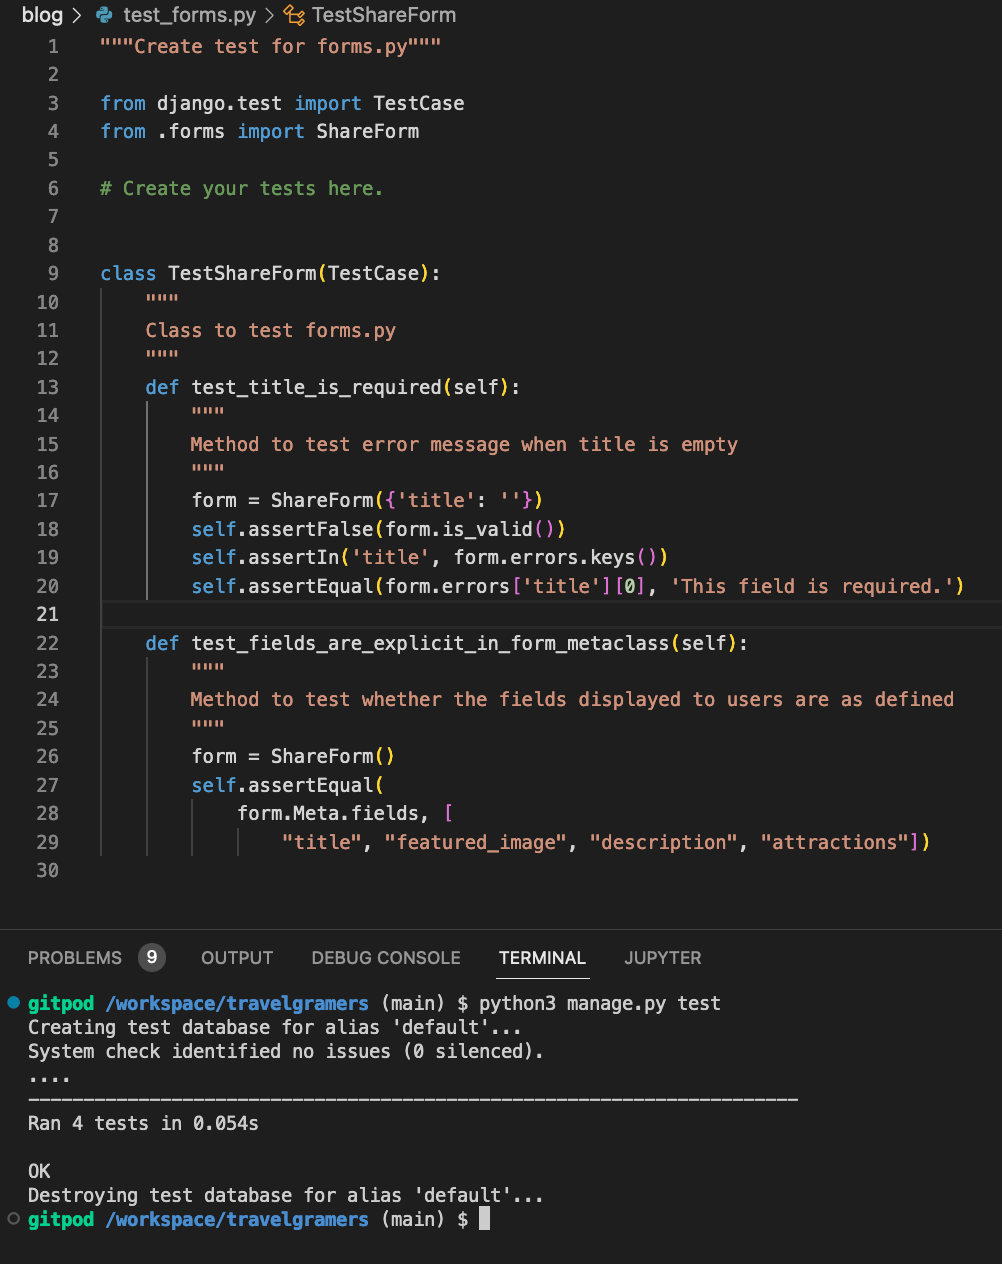 blog > test_forms.py > TestShareForm
1 """Create test for forms.py"""
2
3 from django.test import TestCase
4 from .forms import ShareForm
5
6 # Create your tests here.
7
8
9 class TestShareForm(TestCase):
10     """
11     Class to test forms.py
12     """
13     def test_title_is_required(self):
14         """
15         Method to test error message when title is empty
16         """
17         form = ShareForm({'title': ''})
18         self.assertFalse(form.is_valid())
19         self.assertIn('title', form.errors.keys())
20         self.assertEqual(form.errors['title'][0], 'This field is required.')
21
22     def test_fields_are_explicit_in_form_metaclass(self):
23         """
24         Method to test whether the fields displayed to users are as defined
25         """
26         form = ShareForm()
27         self.assertEqual(
28             form.Meta.fields, [
29                 "title", "featured_image", "description", "attractions"])
30
PROBLEMS 9 OUTPUT DEBUG CONSOLE TERMINAL JUPYTER
gitpod /workspace/travelgramers (main) $ python3 manage.py test
Creating test database for alias 'default'...
System check identified no issues (0 silenced).
....
----------------------------------------------------------------------
Ran 4 tests in 0.054s

OK
Destroying test database for alias 'default'...
gitpod /workspace/travelgramers (main) $